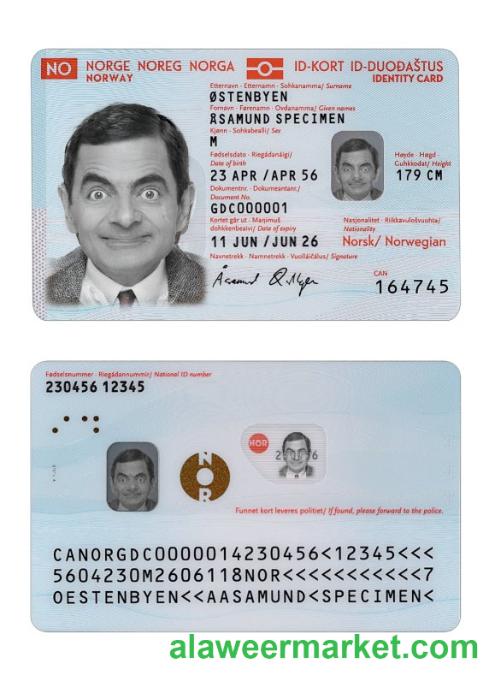 NO NORGE NOREG NORGA ID-KORT ID-DUOĐAŠTUS
NORWAY IDENTITY CARD
Etternavn · Etternamn · Sohkanamma/ Surname
ØSTENBYEN
Fornavn · Førenamn · Ovdanamma/ Given names
ÅSAMUND SPECIMEN
Kjønn · Sohkabealli/ Sex
M
Fødselsdato · Riegádanáigi/
Date of birth
23 APR /APR 56
Høyde · Høgd ·
Guhkkodat/ Height
179 CM
Dokumentnr. · Dokumeantanr./
Document No.
GDC000001
Kortet går ut · Maŋimuš
dohkkenbeaivi/ Date of expiry
11 JUN /JUN 26
Nasjonalitet · Riikkavulošvuohta/
Nationality
Norsk/ Norwegian
Navnetrekk · Namnetrekk · Vuolláičálus/ Signature
CAN
164745
Fødselsnummer · Riegádannummir/ National ID number
230456 12345
NOR
NOR
Funnet kort leveres politiet/ If found, please forward to the police.
CANORGDC0000014230456<12345<<<
5604230M2606118NOR<<<<<<<<<<<7
OESTENBYEN<<AASAMUND<SPECIMEN<
alaweermarket.com